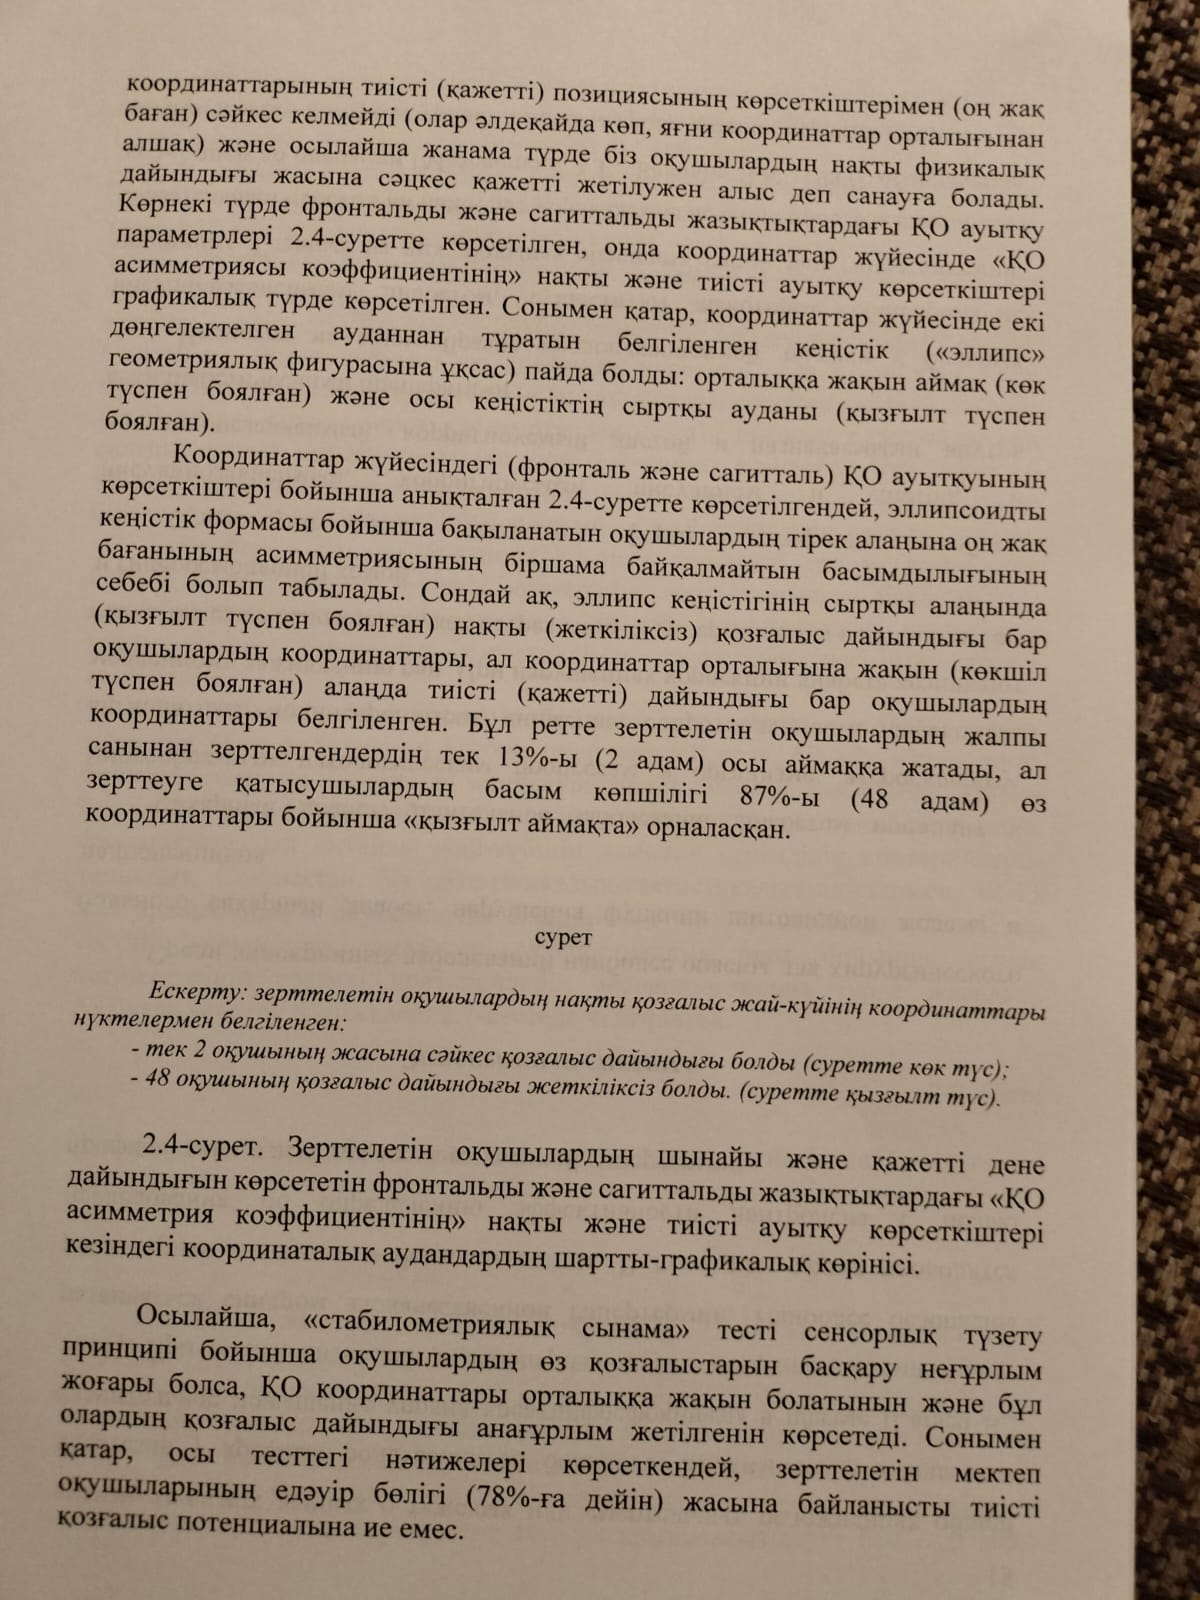 координаттарының тиісті (қажетті) позициясының көрсеткіштерімен (оң жақ
баған) сәйкес келмейді (олар әлдеқайда көп, яғни координаттар орталығынан
алшақ) және осылайша жанама түрде біз оқушылардың нақты физикалық
дайындығы жасына сәцкес қажетті жетілужен алыс деп санауға болады.
Көрнекі түрде фронтальды және сагиттальды жазықтықтардағы ҚО ауытқу
параметрлері 2.4-суретте көрсетілген, онда координаттар жүйесінде «ҚО
асимметриясы коэффициентінің» нақты және тиісті ауытқу көрсеткіштері
графикалық түрде көрсетілген. Сонымен қатар, координаттар жүйесінде екі
дөңгелектелген ауданнан тұратын белгіленген кеңістік («эллипс»
геометриялық фигурасына ұқсас) пайда болды: орталыққа жақын аймақ (көк
түспен боялған) және осы кеңістіктің сыртқы ауданы (қызғылт түспен
боялған).
Координаттар жүйесіндегі (фронталь және сагитталь) ҚО ауытқуының
көрсеткіштері бойынша анықталған 2.4-суретте көрсетілгендей, эллипсоидты
кеңістік формасы бойынша бақыланатын оқушылардың тірек алаңына оң жақ
бағанының асимметриясының біршама байқалмайтын басымдылығының
себебі болып табылады. Сондай ақ, эллипс кеңістігінің сыртқы алаңында
(қызғылт түспен боялған) нақты (жеткіліксіз) қозғалыс дайындығы бар
оқушылардың координаттары, ал координаттар орталығына жақын (көкшіл
түспен боялған) алаңда тиісті (қажетті) дайындығы бар оқушылардың
координаттары белгіленген. Бұл ретте зерттелетін оқушылардың жалпы
санынан зерттелгендердің тек 13%-ы (2 адам) осы аймаққа жатады, ал
зерттеуге қатысушылардың басым көпшілігі 87%-ы (48 адам) өз
координаттары бойынша «қызғылт аймақта» орналасқан.
сурет
Ескерту: зерттелетін оқушылардың нақты қозғалыс жай-күйінің координаттары
нүктелермен белгіленген:
- тек 2 оқушының жасына сәйкес қозғалыс дайындығы болды (суретте көк түс);
- 48 оқушының қозғалыс дайындығы жеткіліксіз болды. (суретте қызғылт түс).
2.4-сурет. Зерттелетін оқушылардың шынайы және қажетті дене
дайындығын көрсететін фронтальды және сагиттальды жазықтықтардағы «ҚО
асимметрия коэффициентінің» нақты және тиісті ауытқу көрсеткіштері
кезіндегі координаталық аудандардың шартты-графикалық көрінісі.
Осылайша, «стабилометриялық сынама» тесті сенсорлық түзету
принципі бойынша оқушылардың өз қозғалыстарын басқару неғұрлым
жоғары болса, ҚО координаттары орталыққа жақын болатынын және бұл
олардың қозғалыс дайындығы анағұрлым жетілгенін көрсетеді. Сонымен
қатар, осы тесттегі нәтижелері көрсеткендей, зерттелетін мектеп
оқушыларының едәуір бөлігі (78%-ға дейін) жасына байланысты тиісті
қозғалыс потенциалына ие емес.